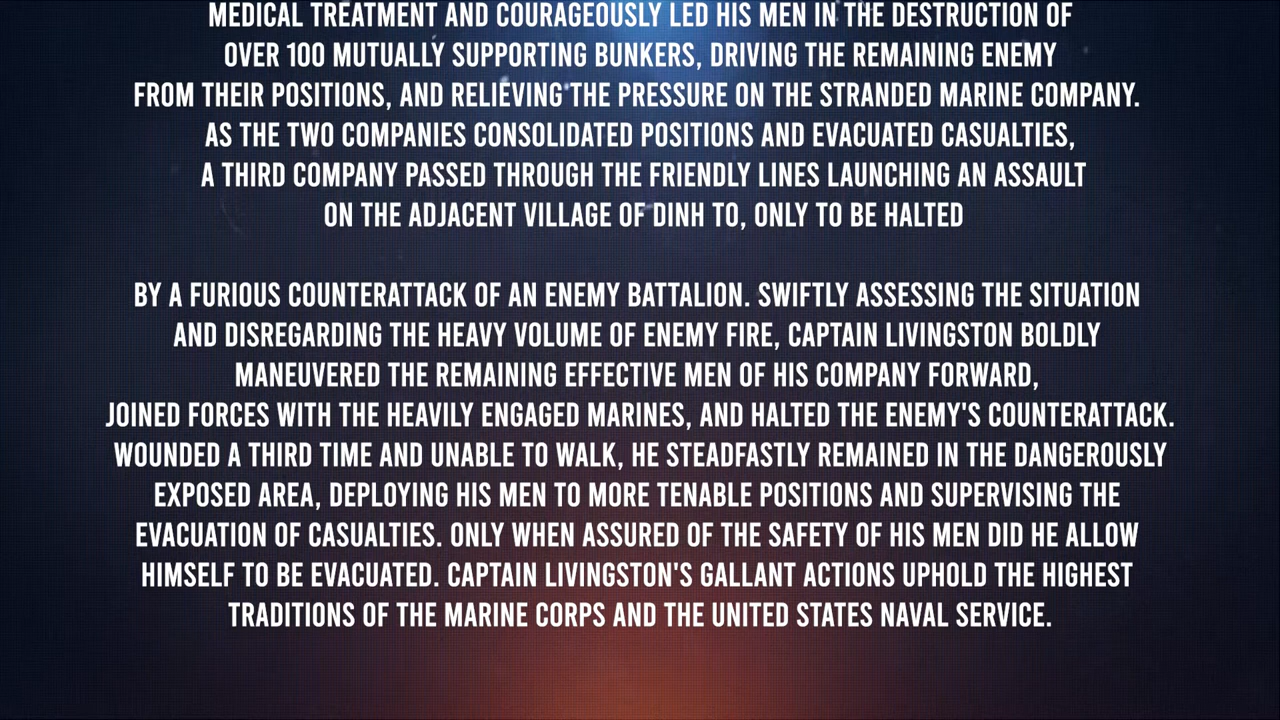 MEDICAL TREATMENT AND COURAGEOUSLY LED HIS MEN IN THE DESTRUCTION OF
OVER 100 MUTUALLY SUPPORTING BUNKERS, DRIVING THE REMAINING ENEMY
FROM THEIR POSITIONS, AND RELIEVING THE PRESSURE ON THE STRANDED MARINE COMPANY.
AS THE TWO COMPANIES CONSOLIDATED POSITIONS AND EVACUATED CASUALTIES,
A THIRD COMPANY PASSED THROUGH THE FRIENDLY LINES LAUNCHING AN ASSAULT
ON THE ADJACENT VILLAGE OF DINH TO, ONLY TO BE HALTED
BY A FURIOUS COUNTERATTACK OF AN ENEMY BATTALION. SWIFTLY ASSESSING THE SITUATION
AND DISREGARDING THE HEAVY VOLUME OF ENEMY FIRE, CAPTAIN LIVINGSTON BOLDLY
MANEUVERED THE REMAINING EFFECTIVE MEN OF HIS COMPANY FORWARD,
JOINED FORCES WITH THE HEAVILY ENGAGED MARINES, AND HALTED THE ENEMY'S COUNTERATTACK.
WOUNDED A THIRD TIME AND UNABLE TO WALK, HE STEADFASTLY REMAINED IN THE DANGEROUSLY
EXPOSED AREA, DEPLOYING HIS MEN TO MORE TENABLE POSITIONS AND SUPERVISING THE
EVACUATION OF CASUALTIES. ONLY WHEN ASSURED OF THE SAFETY OF HIS MEN DID HE ALLOW
HIMSELF TO BE EVACUATED. CAPTAIN LIVINGSTON'S GALLANT ACTIONS UPHOLD THE HIGHEST
TRADITIONS OF THE MARINE CORPS AND THE UNITED STATES NAVAL SERVICE.